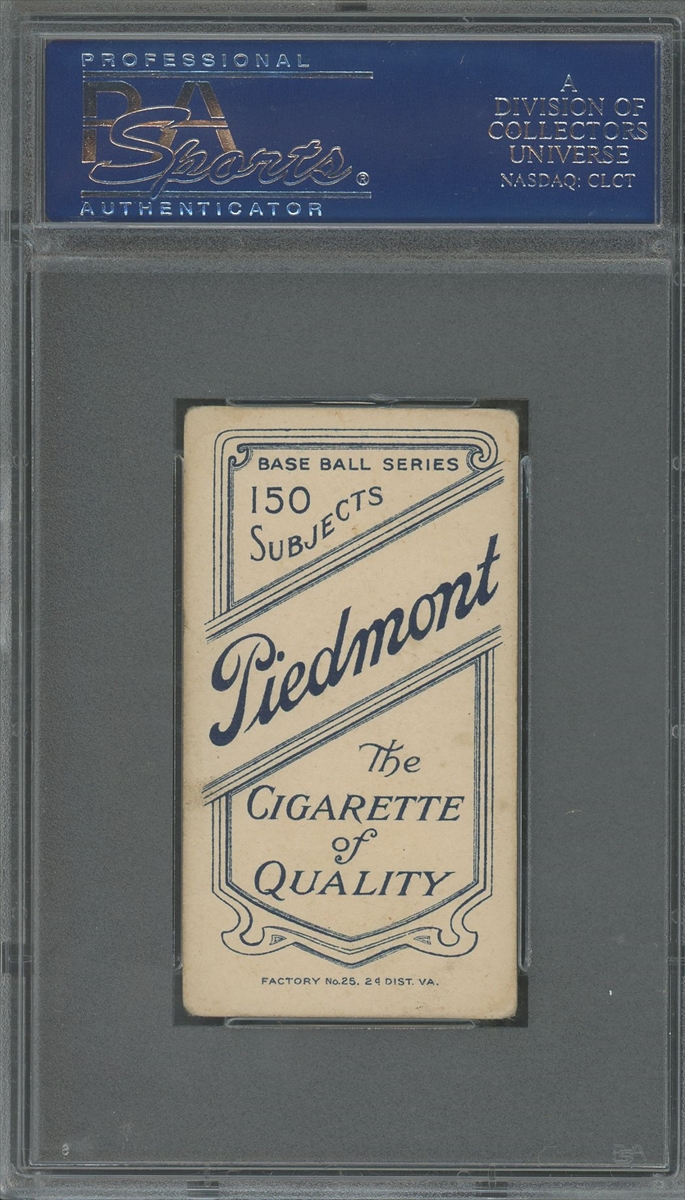 PROFESSIONAL
PSA
Sports®
AUTHENTICATOR
A
DIVISION OF
COLLECTORS
UNIVERSE
NASDAQ: CLCT
BASE BALL SERIES
150
SUBJECTS
Piedmont
The
CIGARETTE
of
QUALITY
FACTORY No. 25, 2d DIST. VA.
PSA